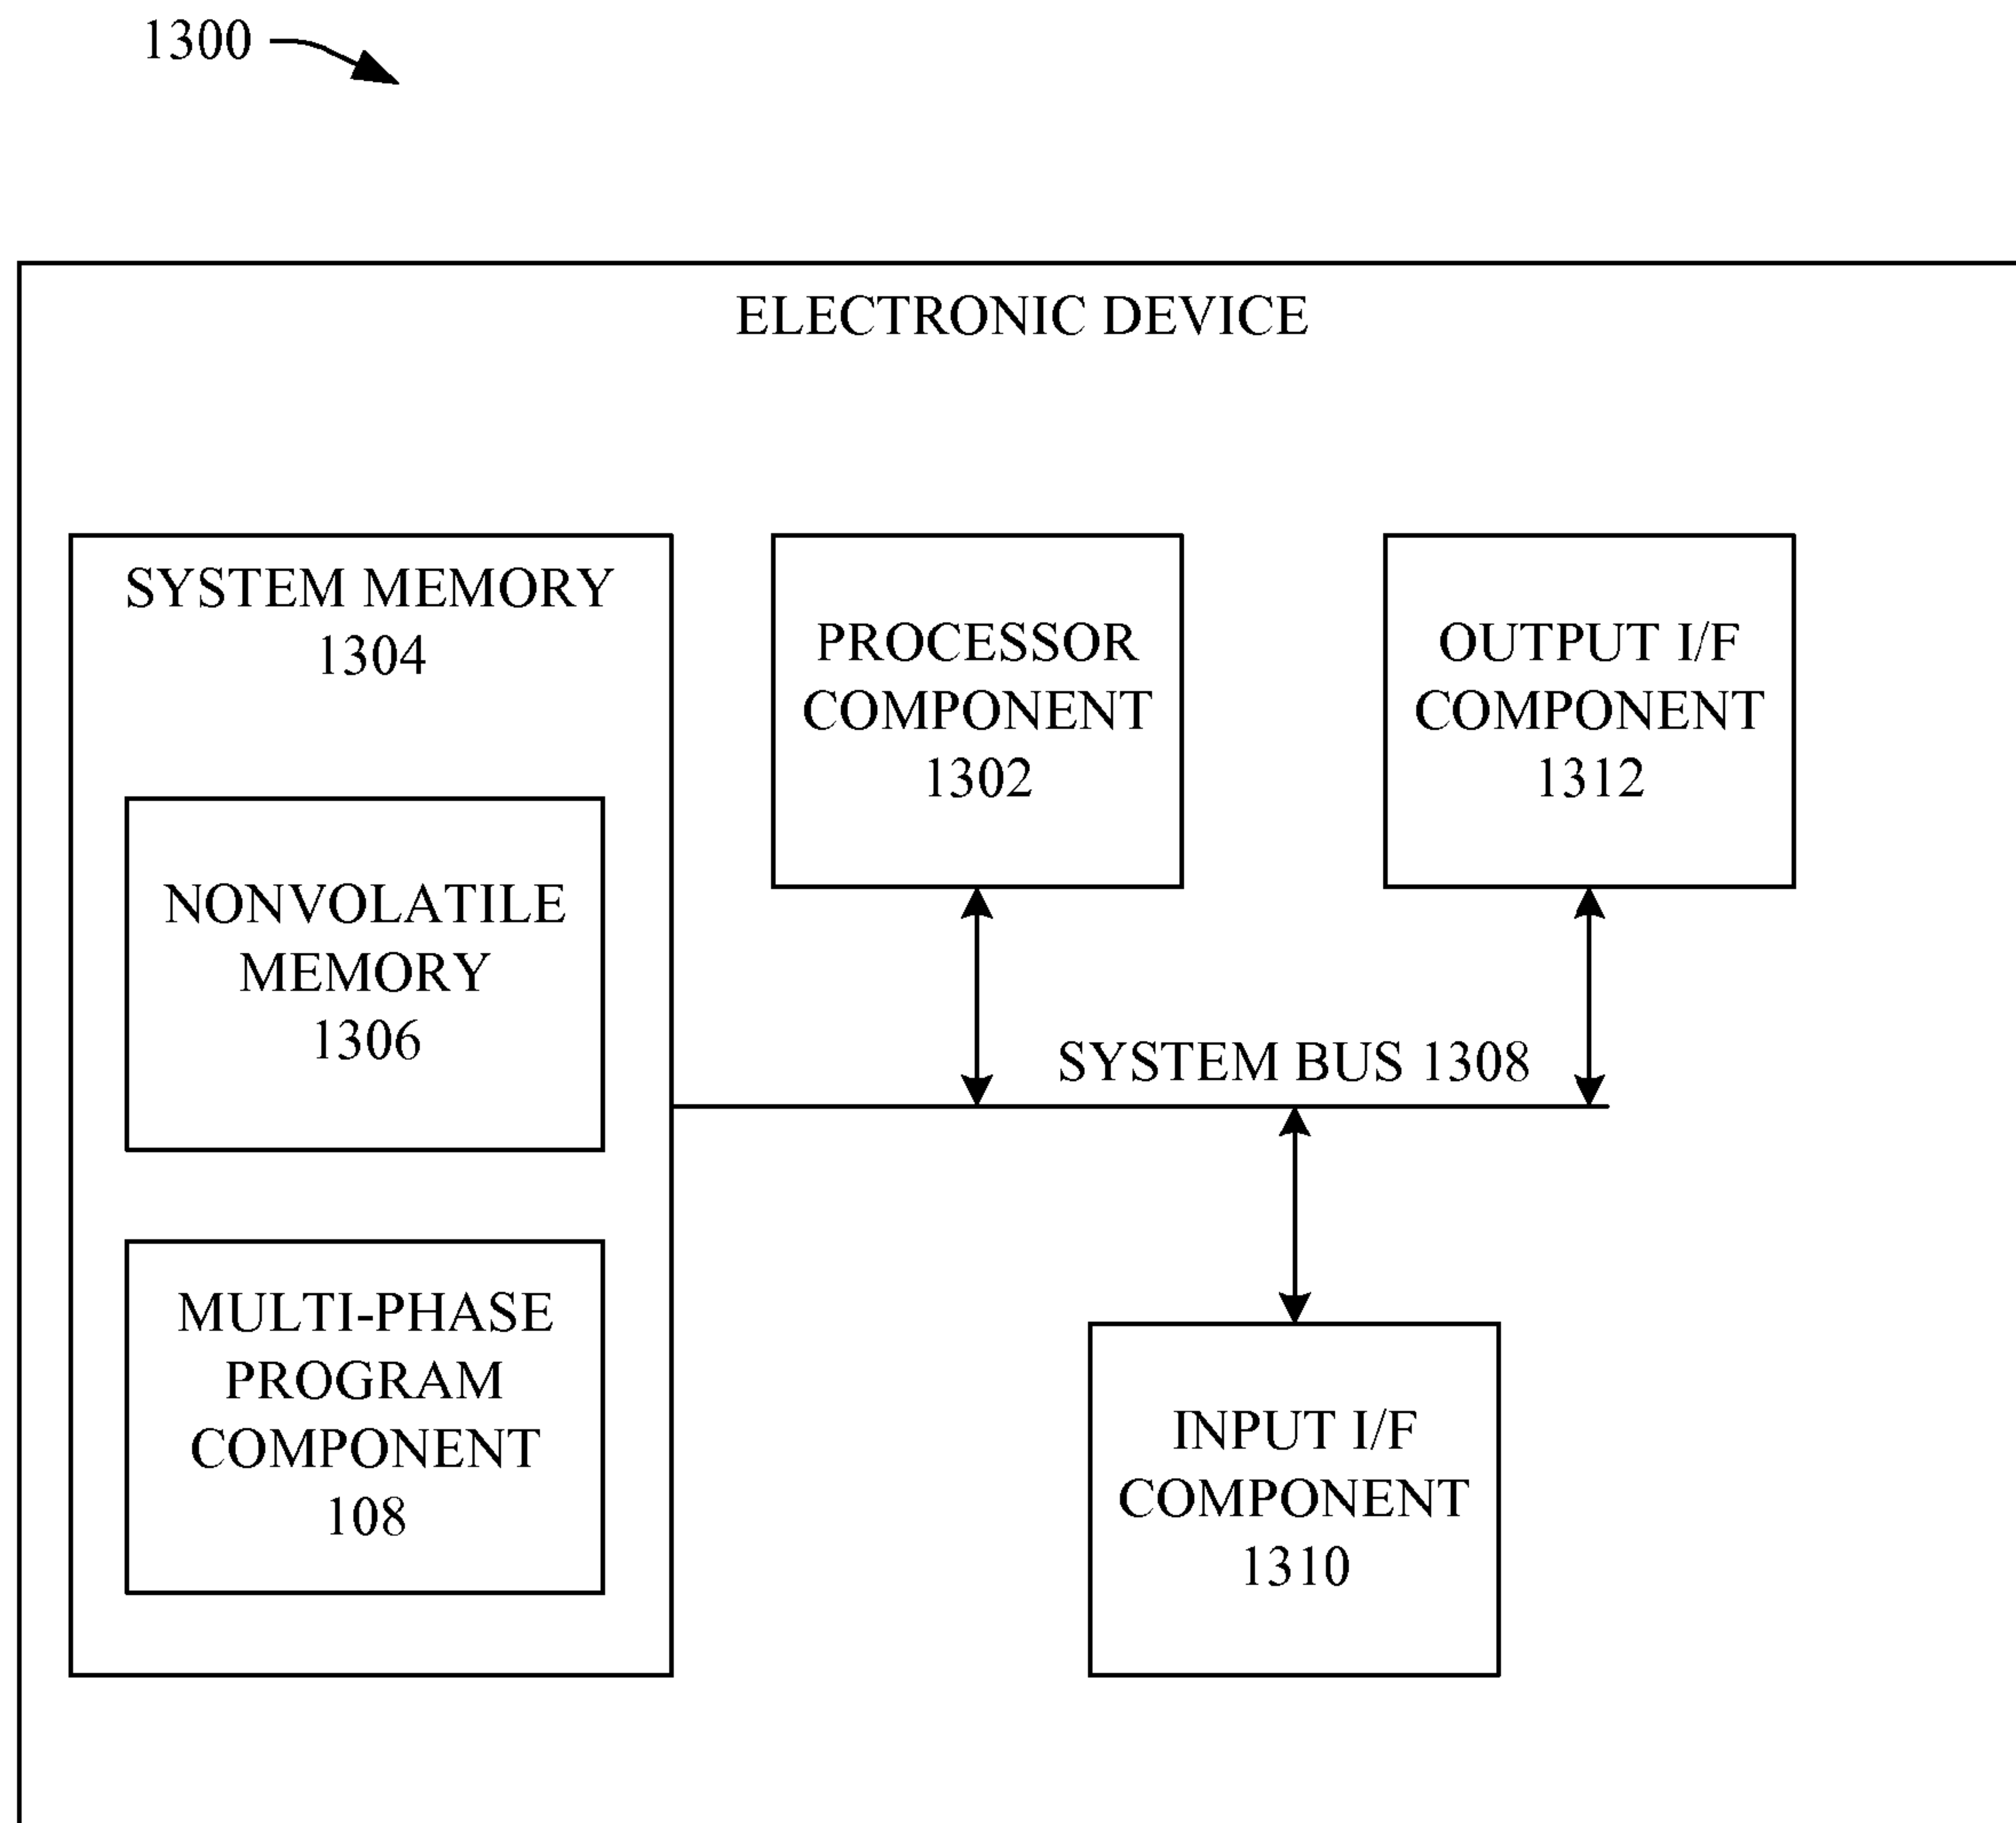 1300
ELECTRONIC DEVICE
SYSTEM MEMORY
1304
NONVOLATILE
MEMORY
1306
MULTI-PHASE
PROGRAM
COMPONENT
108
PROCESSOR
COMPONENT
1302
OUTPUT I/F
COMPONENT
1312
SYSTEM BUS 1308
INPUT I/F
COMPONENT
1310